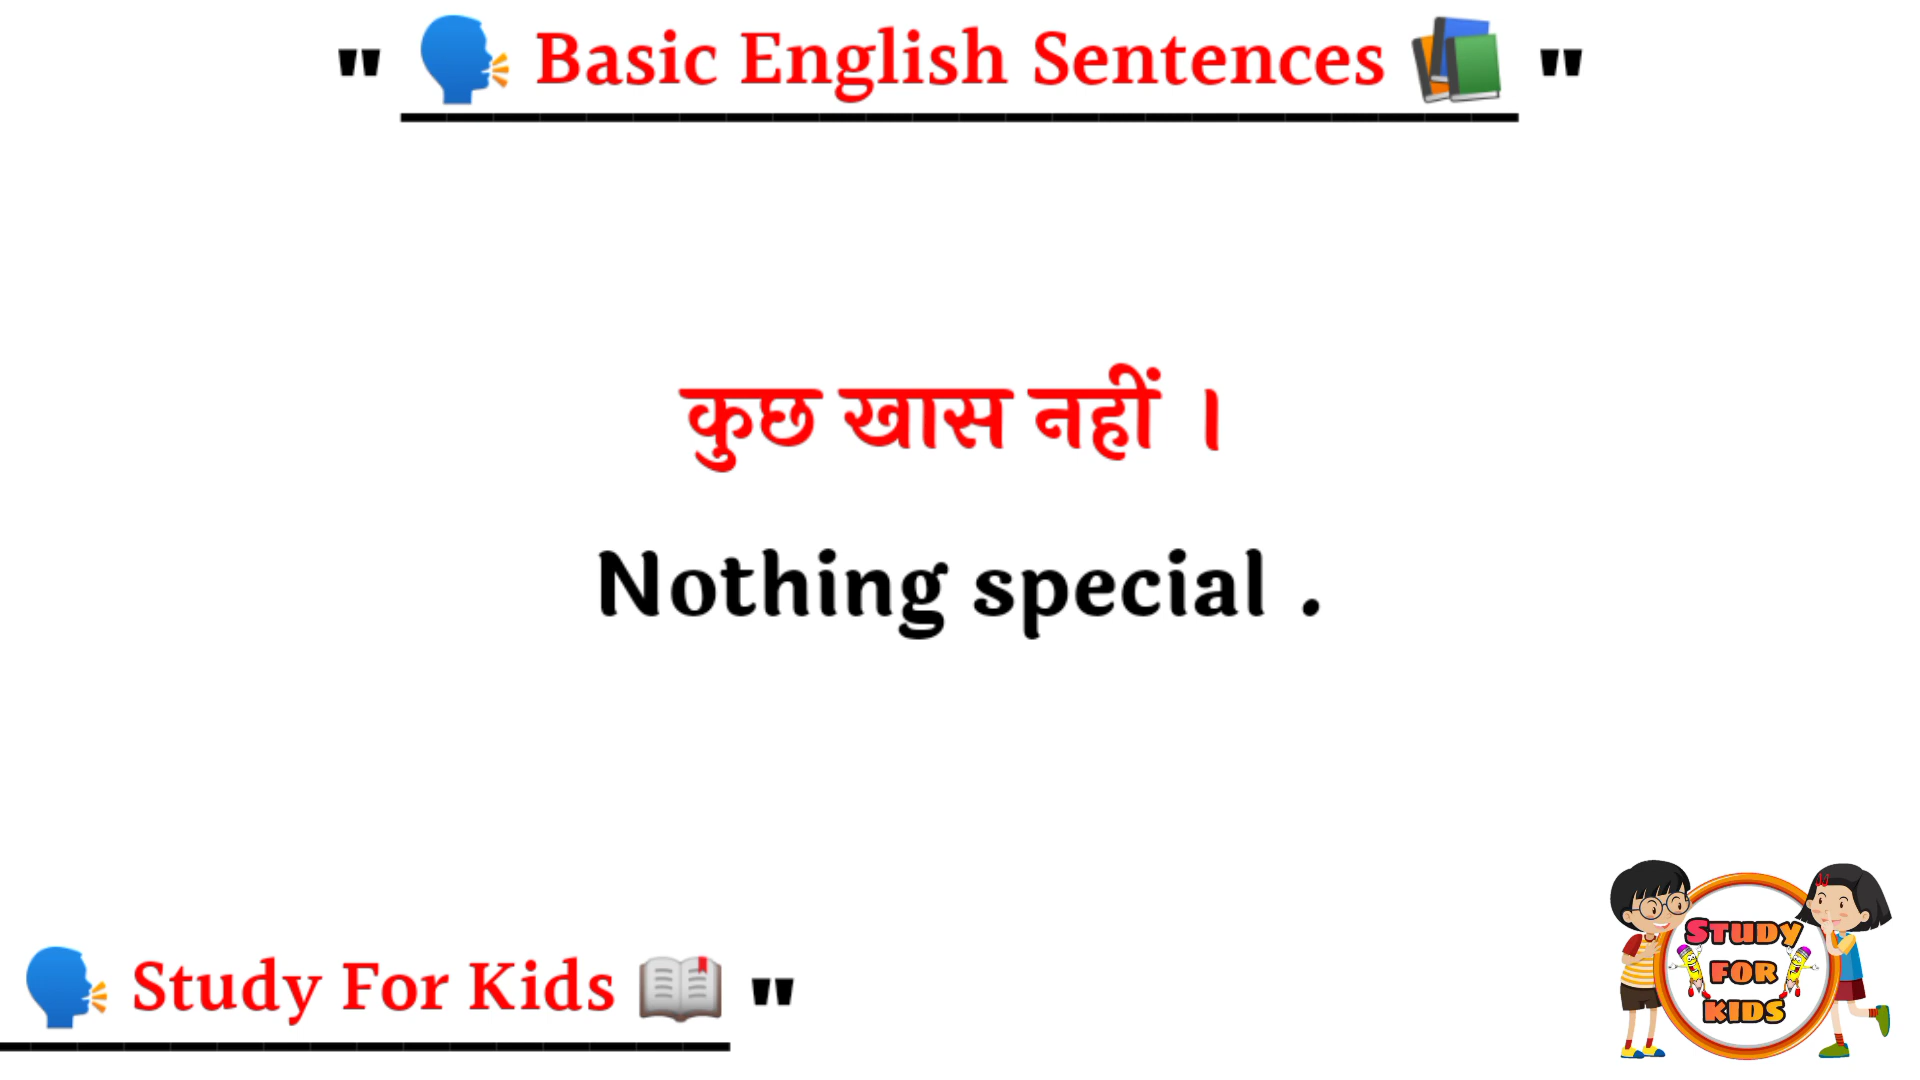 " 🗣️ Basic English Sentences 📚 "
कुछ खास नहीं ।
Nothing special .
🗣️ Study For Kids 📖 "
STUDY
FOR
KIDS